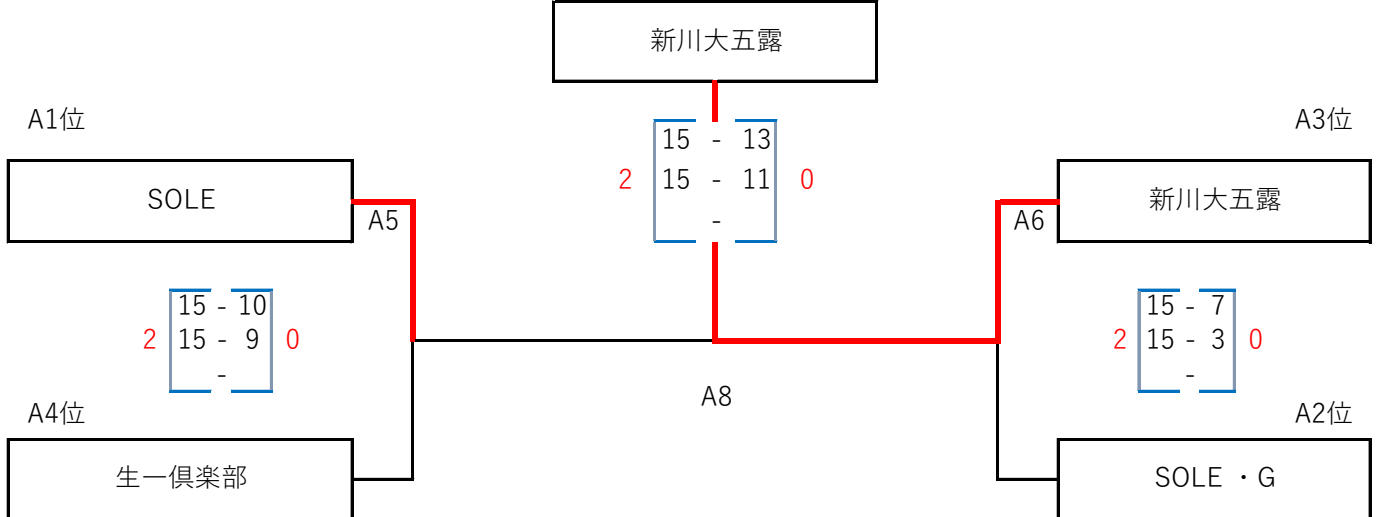 新川大五露
A1位
A3位
15 - 13
SOLE
2 15 - 11 0
新川大五露
A5
-
A6
15 - 10
15 - 7
2 15 - 9 0
2 15 - 3 0
-
-
A8
A4位
A2位
生一倶楽部
SOLE ・G